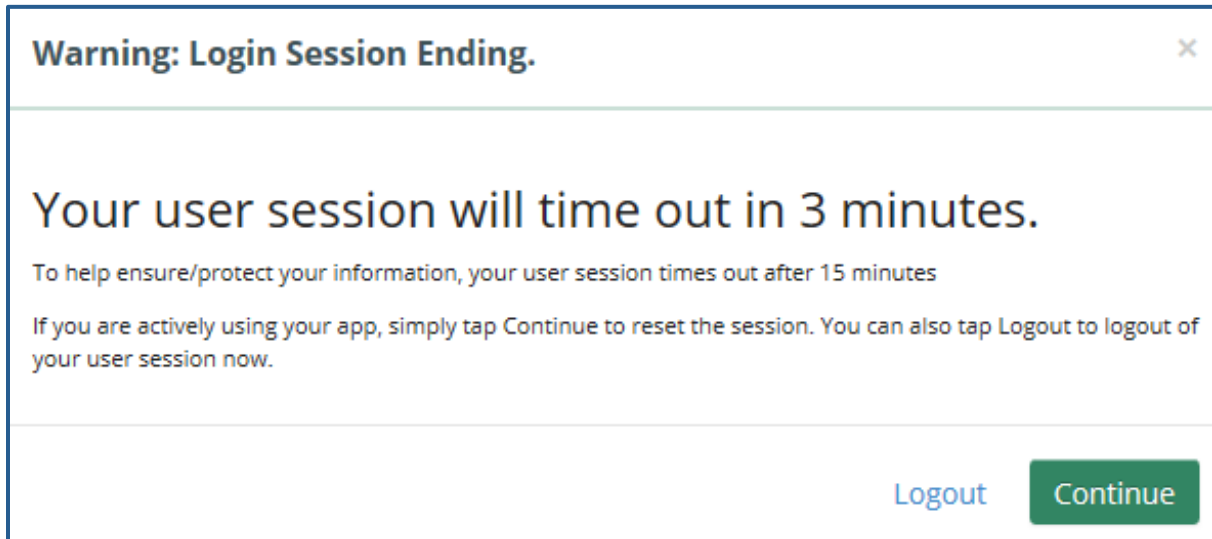 Warning: Login Session Ending.
×
Your user session will time out in 3 minutes.
To help ensure/protect your information, your user session times out after 15 minutes
If you are actively using your app, simply tap Continue to reset the session. You can also tap Logout to logout of
your user session now.
Logout
Continue